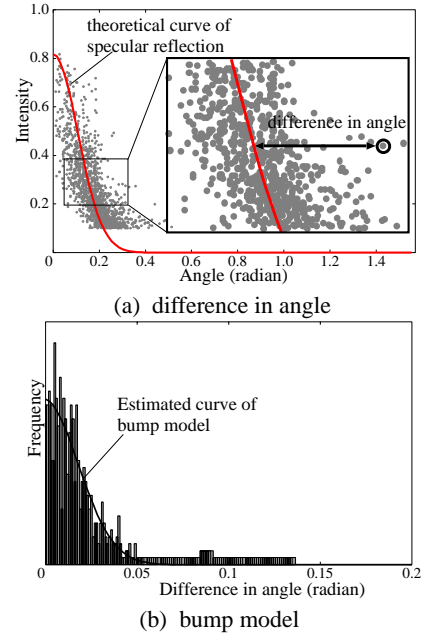 1.0
theoretical curve of
specular reflection
Intensity
0.8
0.6
0.4
0.2
difference in angle
0
0.2
0.4
0.6
0.8
1.0
1.2
1.4
Angle (radian)
(a) difference in angle
Frequency
Estimated curve of
bump model
0
0.05
0.1
0.15
0.2
Difference in angle (radian)
(b) bump model